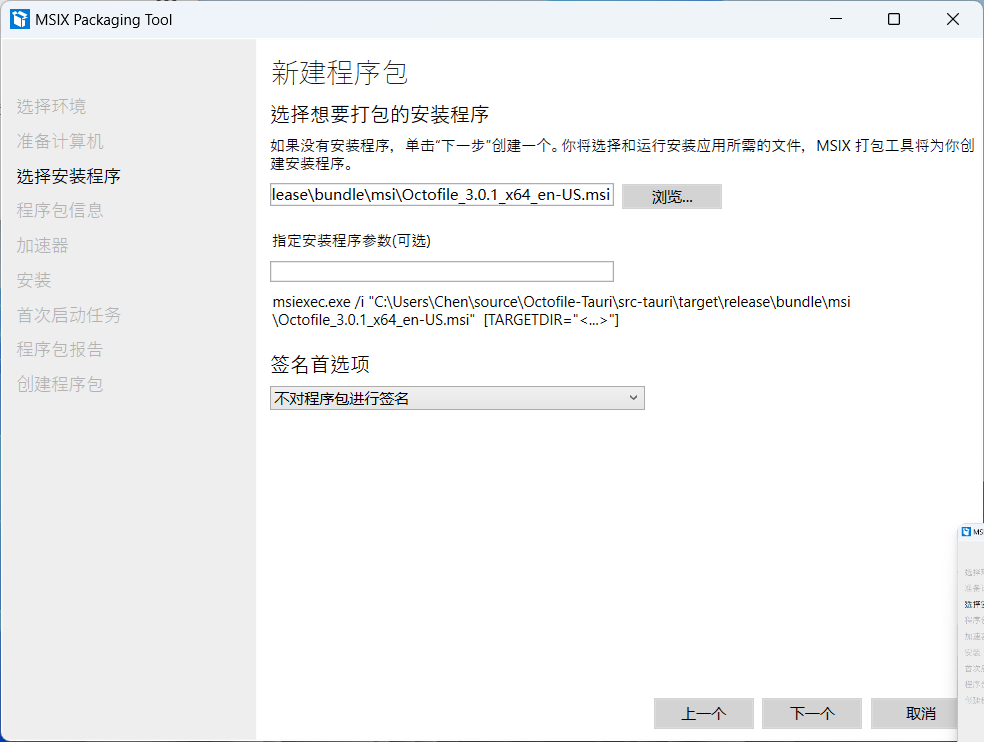 MSIX Packaging Tool
选择环境
准备计算机
选择安装程序
程序包信息
加速器
安装
首次启动任务
程序包报告
创建程序包
新建程序包
选择想要打包的安装程序
如果没有安装程序，单击“下一步”创建一个。你将选择和运行安装应用所需的文件，MSIX 打包工具将为你创
建安装程序。
lease\bundle\msi\Octofile_3.0.1_x64_en-US.msi
浏览...
指定安装程序参数(可选)
msiexec.exe /i "C:\Users\Chen\source\Octofile-Tauri\src-tauri\target\release\bundle\msi
\Octofile_3.0.1_x64_en-US.msi" [TARGETDIR="<...>"]
签名首选项
不对程序包进行签名
上一个
下一个
取消